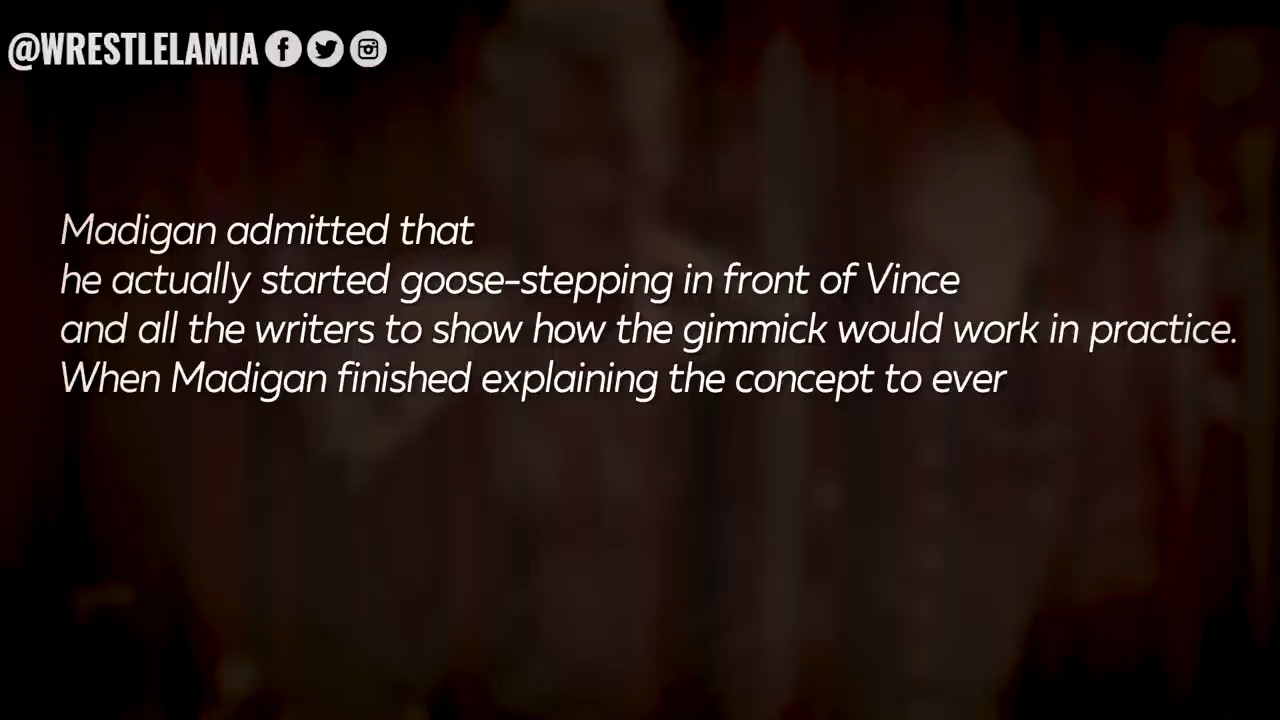 @WRESTLELAMIA
Madigan admitted that
he actually started goose-stepping in front of Vince
and all the writers to show how the gimmick would work in practice.
When Madigan finished explaining the concept to ever